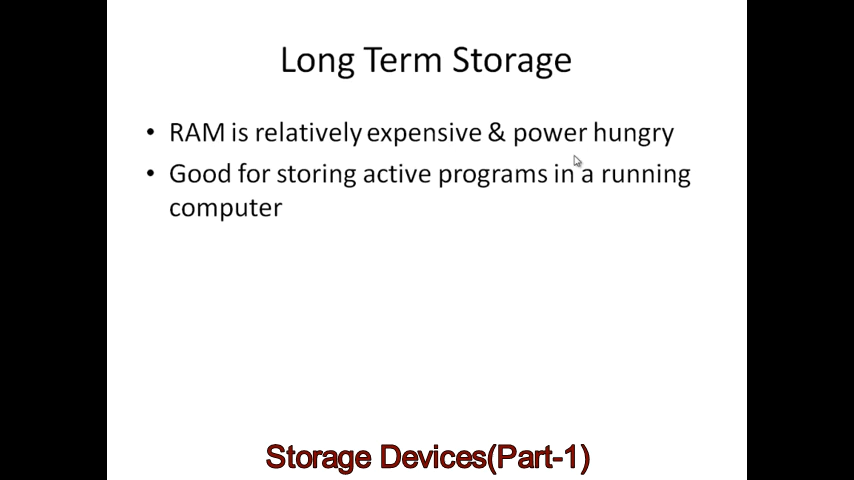 Long Term Storage
• RAM is relatively expensive & power hungry
• Good for storing active programs in a running
computer
Storage Devices(Part-1)